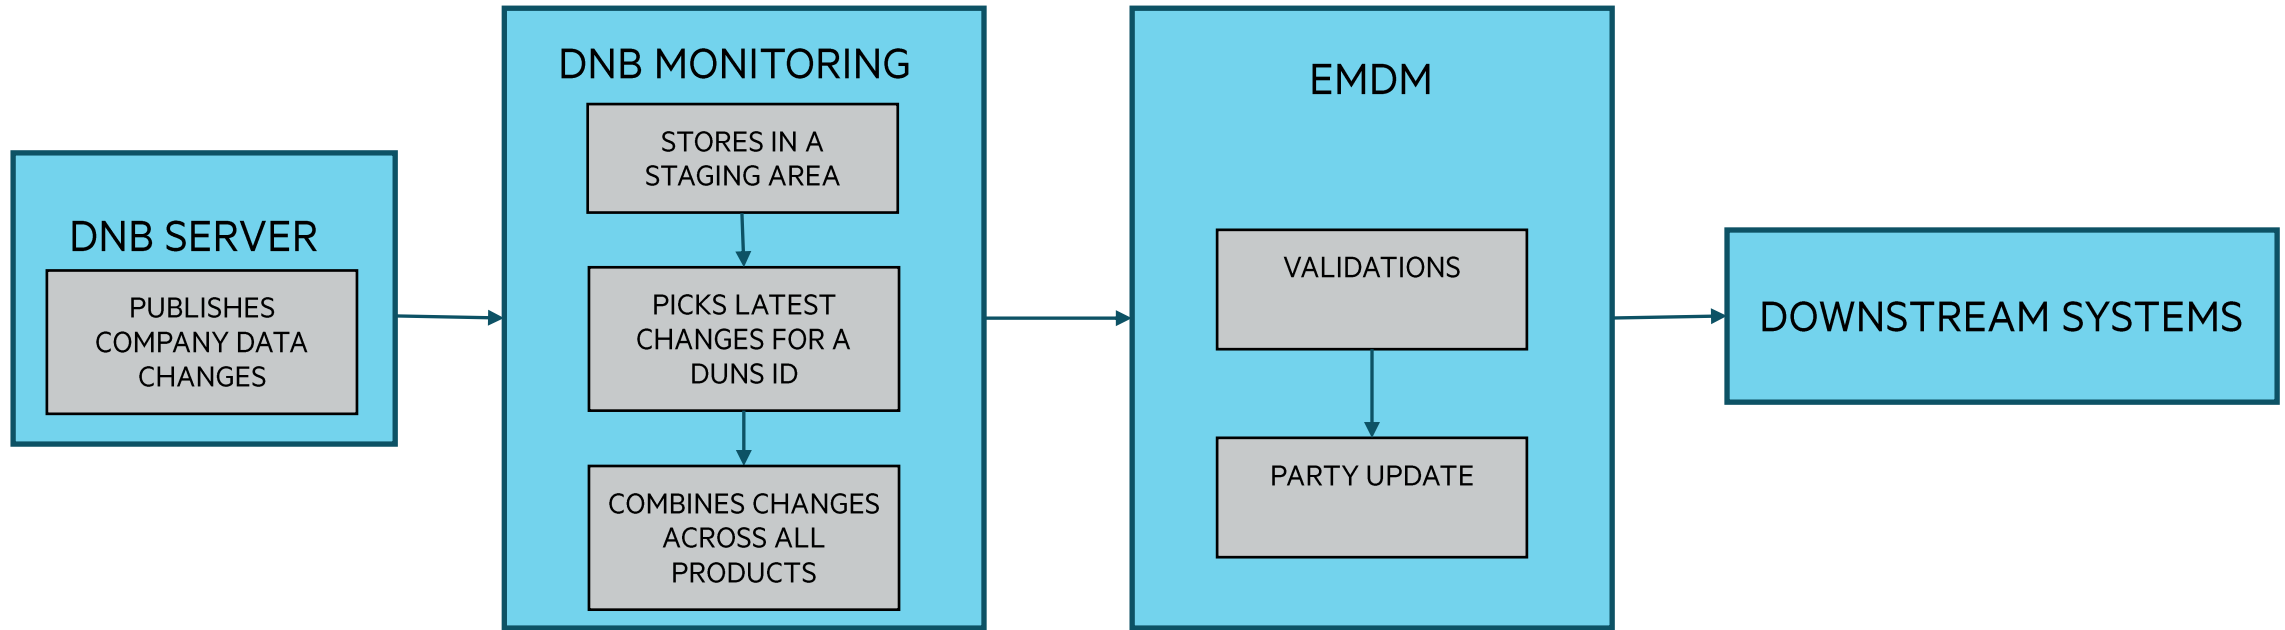 DNB SERVER
PUBLISHES
COMPANY DATA
CHANGES
DNB MONITORING
STORES IN A
STAGING AREA
PICKS LATEST
CHANGES FOR A
DUNS ID
COMBINES CHANGES
ACROSS ALL
PRODUCTS
EMDM
VALIDATIONS
PARTY UPDATE
DOWNSTREAM SYSTEMS